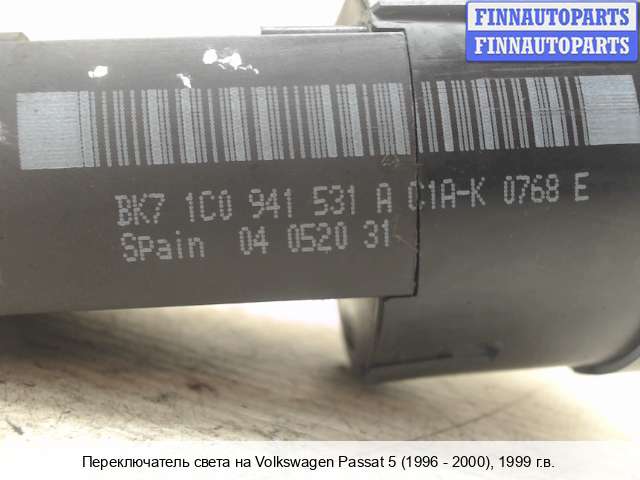 FINNAUTOPARTS
FINNAUTOPARTS
BK7 1C0 941 531 A C1A-K 0768 E
Spain 04 0520 31
Переключатель света на Volkswagen Passat 5 (1996 - 2000), 1999 г.в.